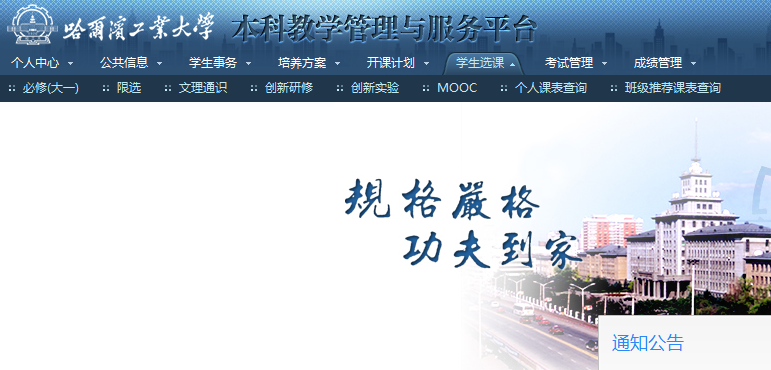 哈爾濱工業大學 本科教学管理与服务平台
个人中心 公共信息 学生事务 培养方案 开课计划 学生选课 考试管理 成绩管理
必修(大一) 限选 文理通识 创新研修 创新实验 MOOC 个人课表查询 班级推荐课表查询
規格嚴格
功夫到家
通知公告